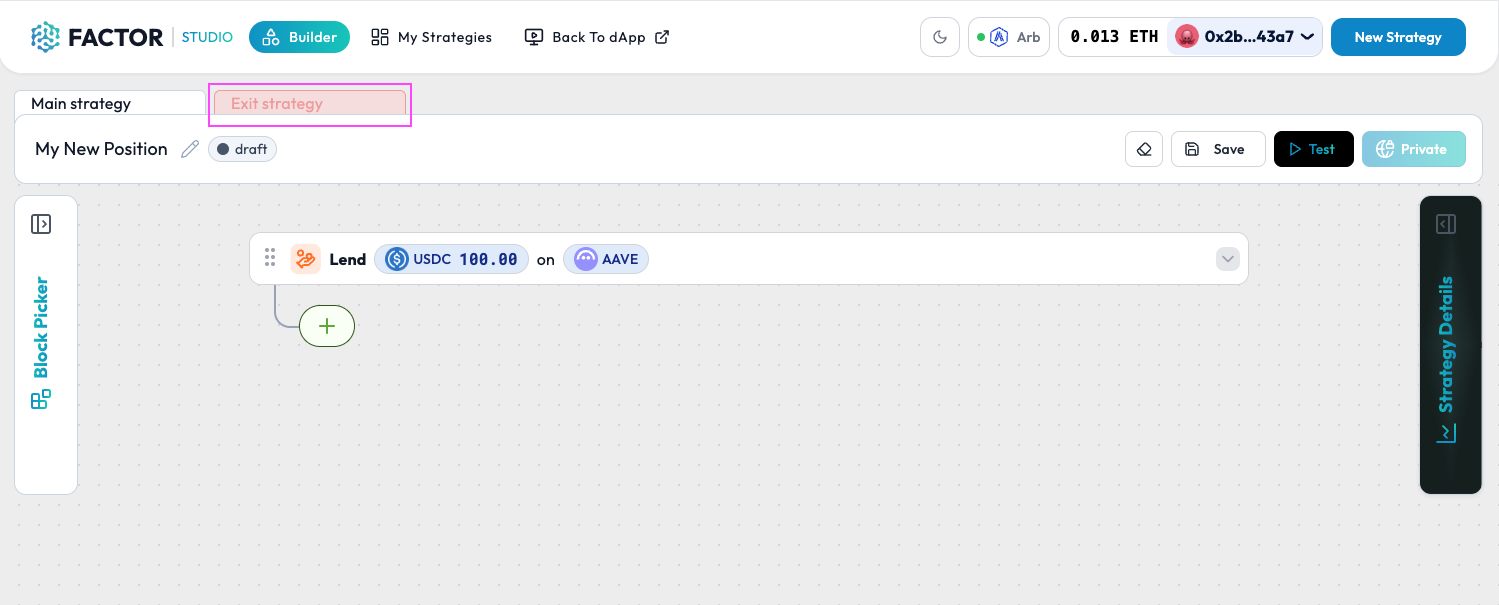 FACTOR STUDIO Builder My Strategies Back To dApp Arb 0.013 ETH 0x2b...43a7 New Strategy
Main strategy Exit strategy
My New Position draft Save Test Private
Block Picker
Lend USDC 100.00 on AAVE
Strategy Details